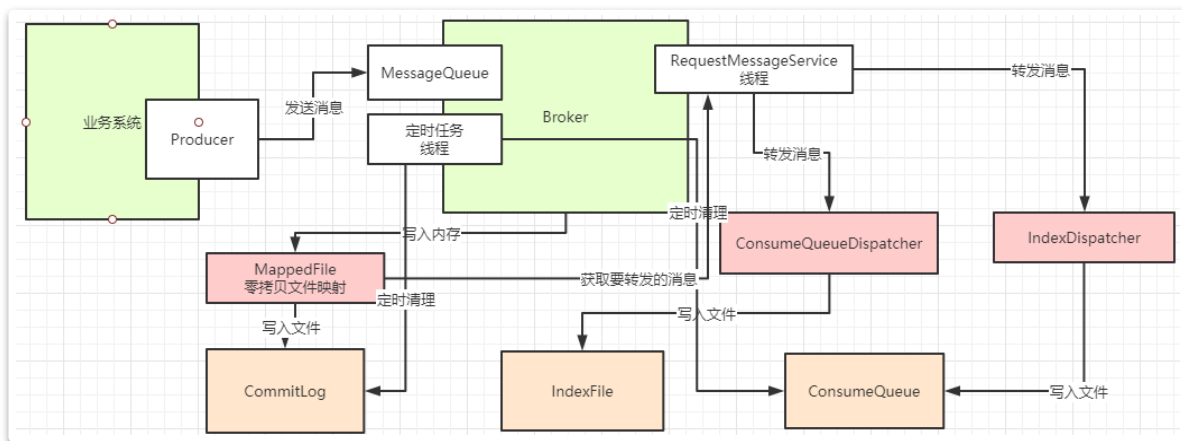 业务系统
Producer
发送消息
MessageQueue
定时任务
线程
Broker
RequestMessageService
线程
转发消息
转发消息
定时清理
写入内存
ConsumeQueueDispatcher
IndexDispatcher
MappedFile
零拷贝文件映射
获取要转发的消息
定时清理
写入文件
写入文件
CommitLog
IndexFile
ConsumeQueue
写入文件